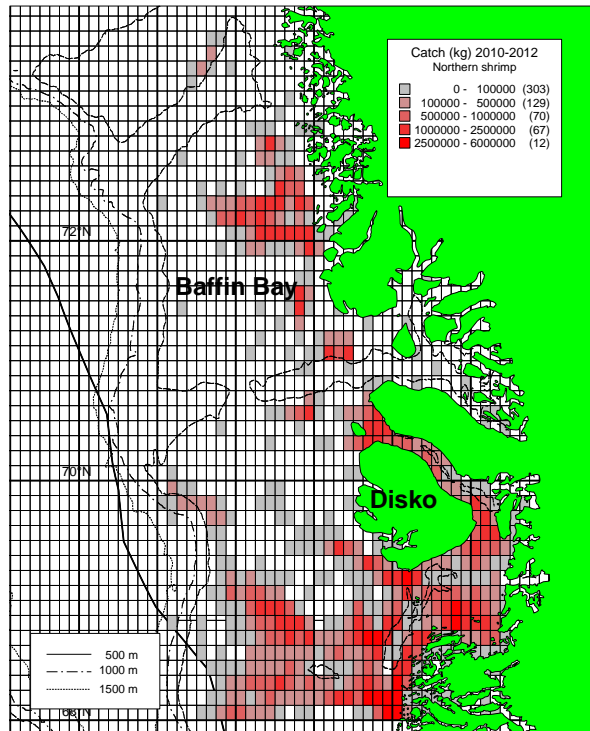 Catch (kg) 2010-2012
Northern shrimp
0 - 100000 (303)
100000 - 500000 (129)
500000 - 1000000 (70)
1000000 - 2500000 (67)
2500000 - 6000000 (12)
72°N
Baffin Bay
70°N
Disko
500 m
1000 m
1500 m
68°N